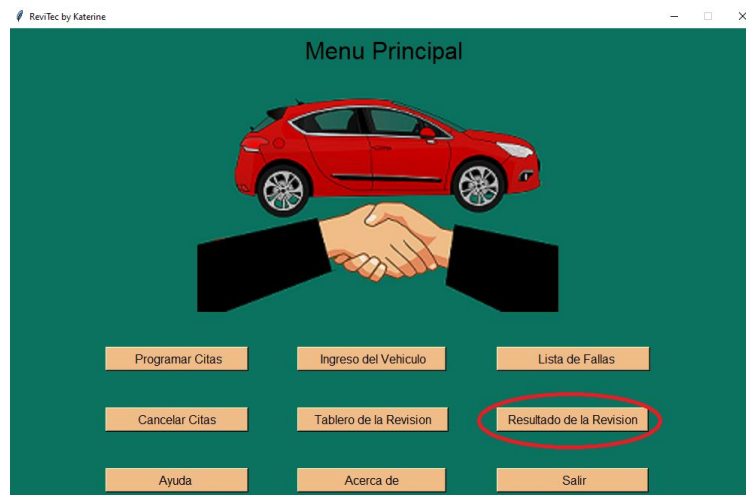 ReviTec by Katerine
Menu Principal
Programar Citas
Ingreso del Vehiculo
Lista de Fallas
Cancelar Citas
Tablero de la Revision
Resultado de la Revision
Ayuda
Acerca de
Salir